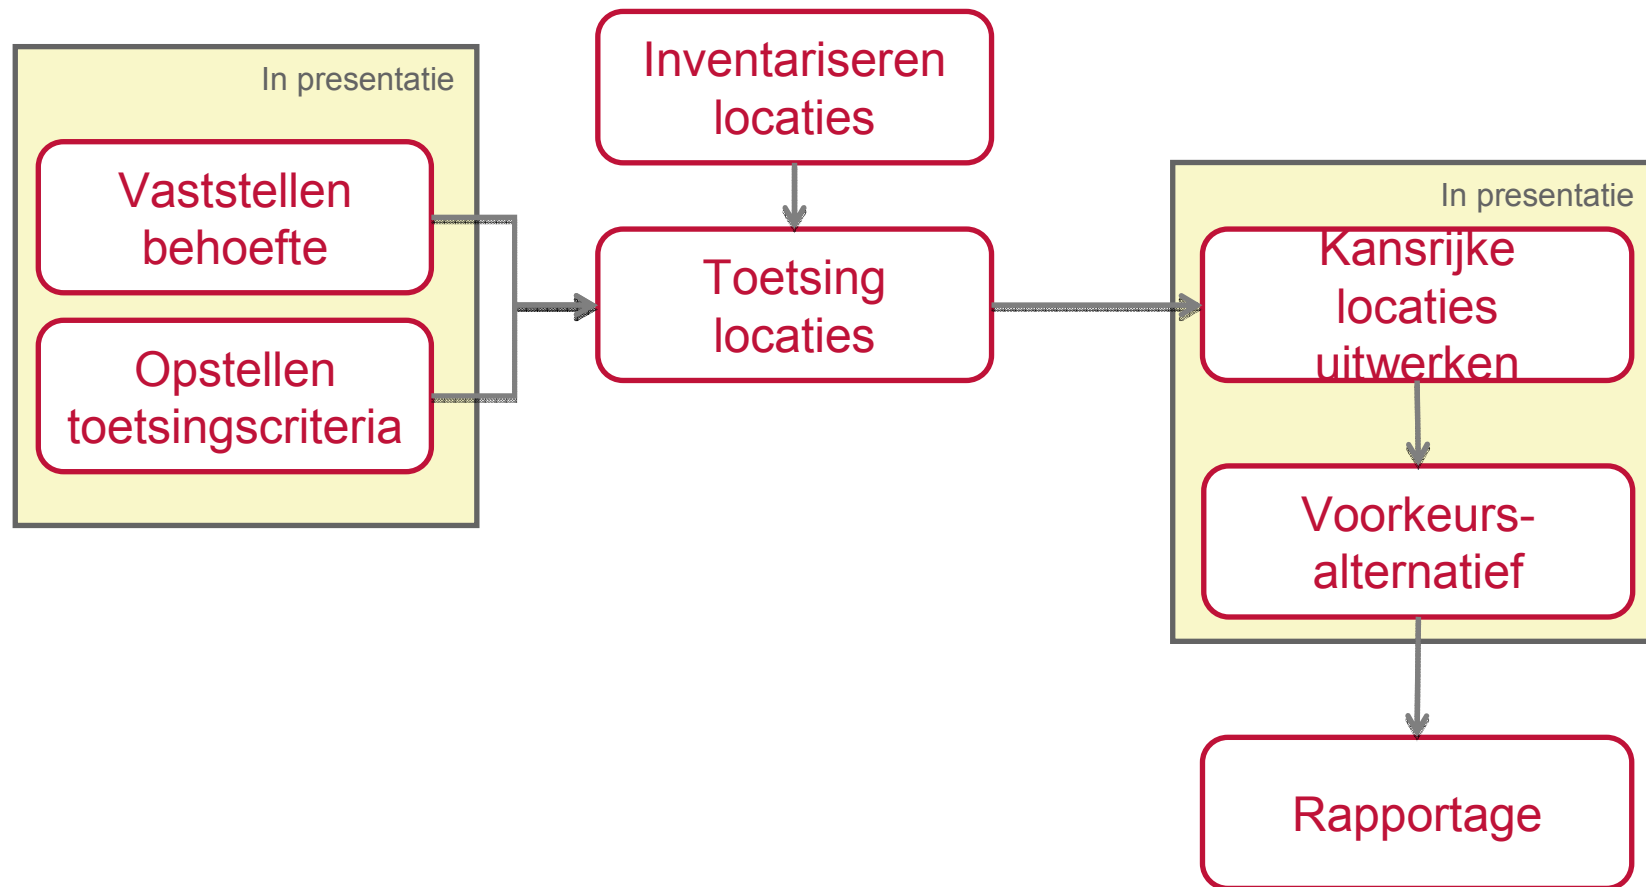 In presentatie
Vaststellen
behoefte
Opstellen
toetsingscriteria
Inventariseren
locaties
Toetsing
locaties
In presentatie
Kansrijke
locaties
uitwerken
Voorkeurs-
alternatief
Rapportage